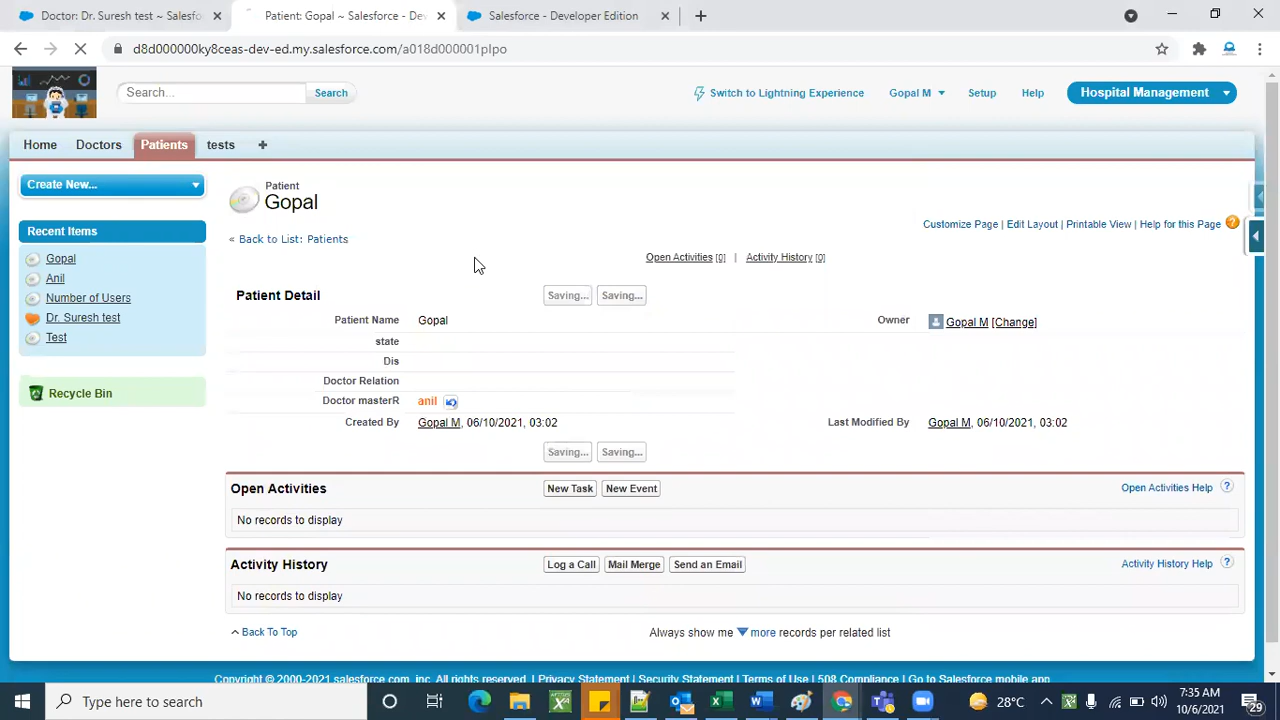 Doctor: Dr. Suresh test ~ Salesfo
Patient: Gopal ~ Salesforce - Dev
Salesforce - Developer Edition
d8d000000ky8ceas-dev-ed.my.salesforce.com/a018d000001plpo
Search...
Search
Switch to Lightning Experience
Gopal M
Setup
Help
Hospital Management
Home
Doctors
Patients
tests
Create New...
Recent Items
Gopal
Anil
Number of Users
Dr. Suresh test
Test
Recycle Bin
Patient
Gopal
« Back to List: Patients
Customize Page | Edit Layout | Printable View | Help for this Page
Open Activities [0] | Activity History [0]
Patient Detail
Saving... Saving...
Patient Name Gopal
Owner Gopal M [Change]
state
Dis
Doctor Relation
Doctor masterR anil
Created By Gopal M, 06/10/2021, 03:02
Last Modified By Gopal M, 06/10/2021, 03:02
Saving... Saving...
Open Activities
New Task New Event
Open Activities Help ?
No records to display
Activity History
Log a Call Mail Merge Send an Email
Activity History Help ?
No records to display
Back To Top
Always show me more records per related list
Copyright © 2000-2021 salesforce.com, inc. All rights reserved. | Privacy Statement | Security Statement | Terms of Use | 508 Compliance | Go to Salesforce mobile app
Type here to search
28°C
7:35 AM
10/6/2021
29